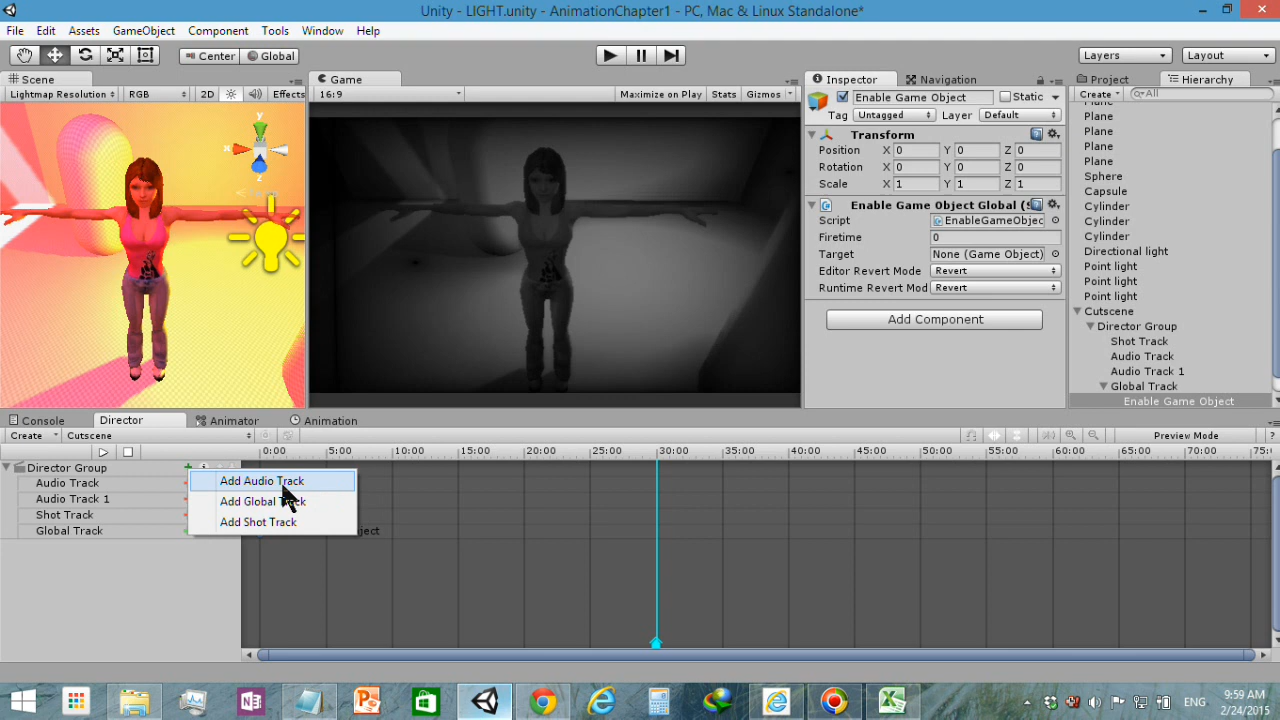 Unity - LIGHT.unity - AnimationChapter1 - PC, Mac & Linux Standalone*
File Edit Assets GameObject Component Tools Window Help
Center Global Layers Layout
Scene Game Inspector Navigation Project Hierarchy
Lightmap Resolution RGB 2D Effects 16:9 Maximize on Play Stats Gizmos
Enable Game Object Static
Tag Untagged Layer Default
Transform
Position X 0 Y 0 Z 0
Rotation X 0 Y 0 Z 0
Scale X 1 Y 1 Z 1
Enable Game Object Global (
Script EnableGameObjec
Firetime 0
Target None (Game Object)
Editor Revert Mode Revert
Runtime Revert Mod Revert
Add Component
Create All
Plane
Plane
Plane
Plane
Plane
Sphere
Capsule
Cylinder
Cylinder
Cylinder
Directional light
Point light
Point light
Point light
Cutscene
Director Group
Shot Track
Audio Track
Audio Track 1
Global Track
Enable Game Object
y
x
z
Console Director Animator Animation
Create Cutscene Preview Mode ?
0:00 5:00 10:00 15:00 20:00 25:00 30:00 35:00 40:00 45:00 50:00 55:00 60:00 65:00 70:00 75:
Director Group
Audio Track
Audio Track 1
Shot Track
Global Track ject
Add Audio Track
Add Global Track
Add Shot Track
ENG
9:59 AM
2/24/2015